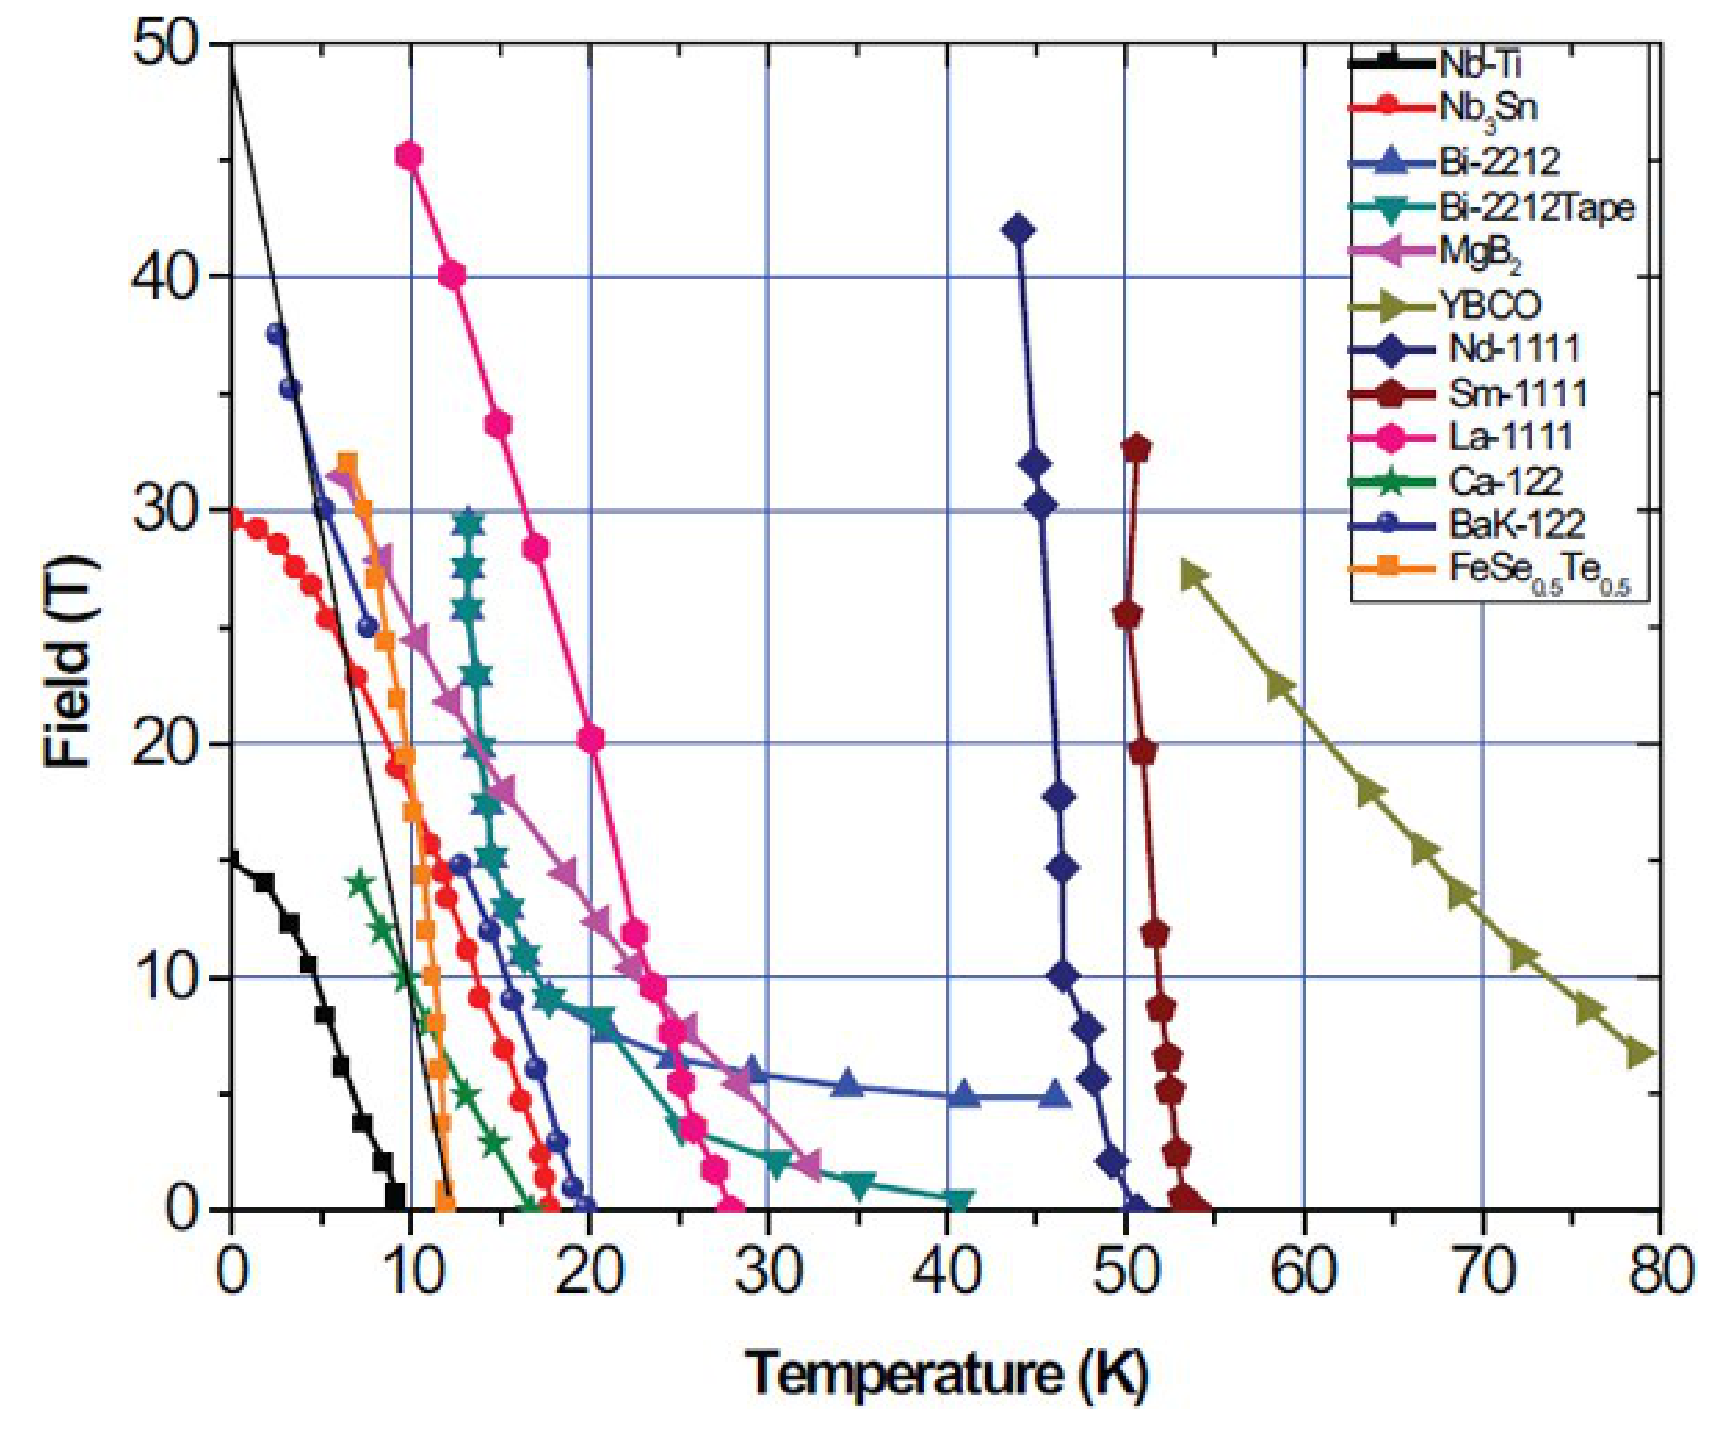 50
40
30
20
10
0
Field (T)
0 10 20 30 40 50 60 70 80
Temperature (K)
Nb-Ti
Nb3Sn
Bi-2212
Bi-2212Tape
MgB2
YBCO
Nd-1111
Sm-1111
La-1111
Ca-122
BaK-122
FeSe0.5Te0.5